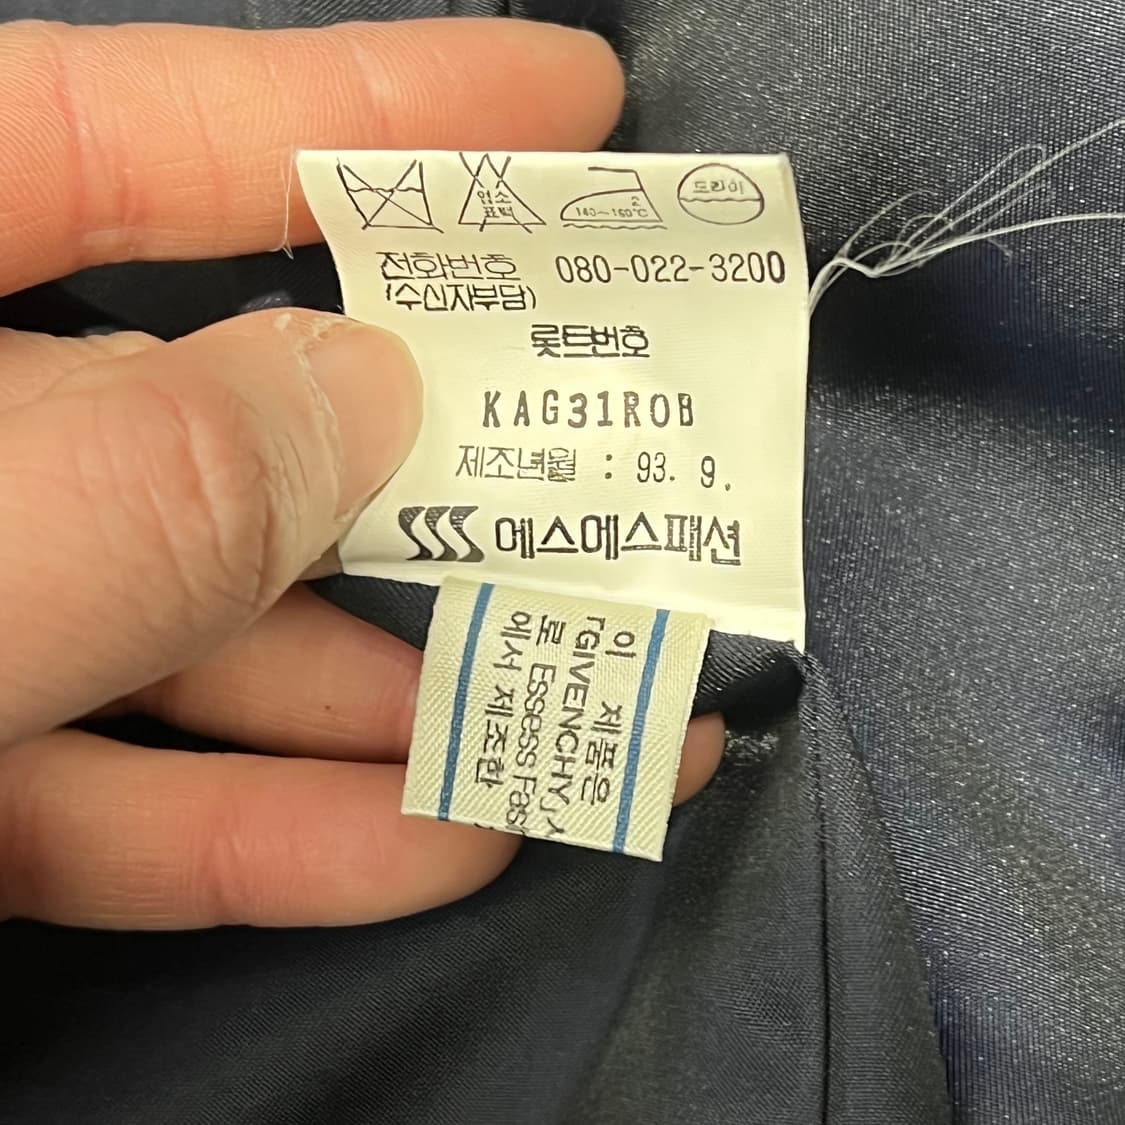 염소
표백
2
140~160℃
드라이
전화번호 080-022-3200
(수신자부담)
롯트번호
KAG31ROB
제조년월 : 93. 9.
SSS 에스에스패션
이 제품은
「GIVENCHY」
로 Essess Fas
에서 제조한